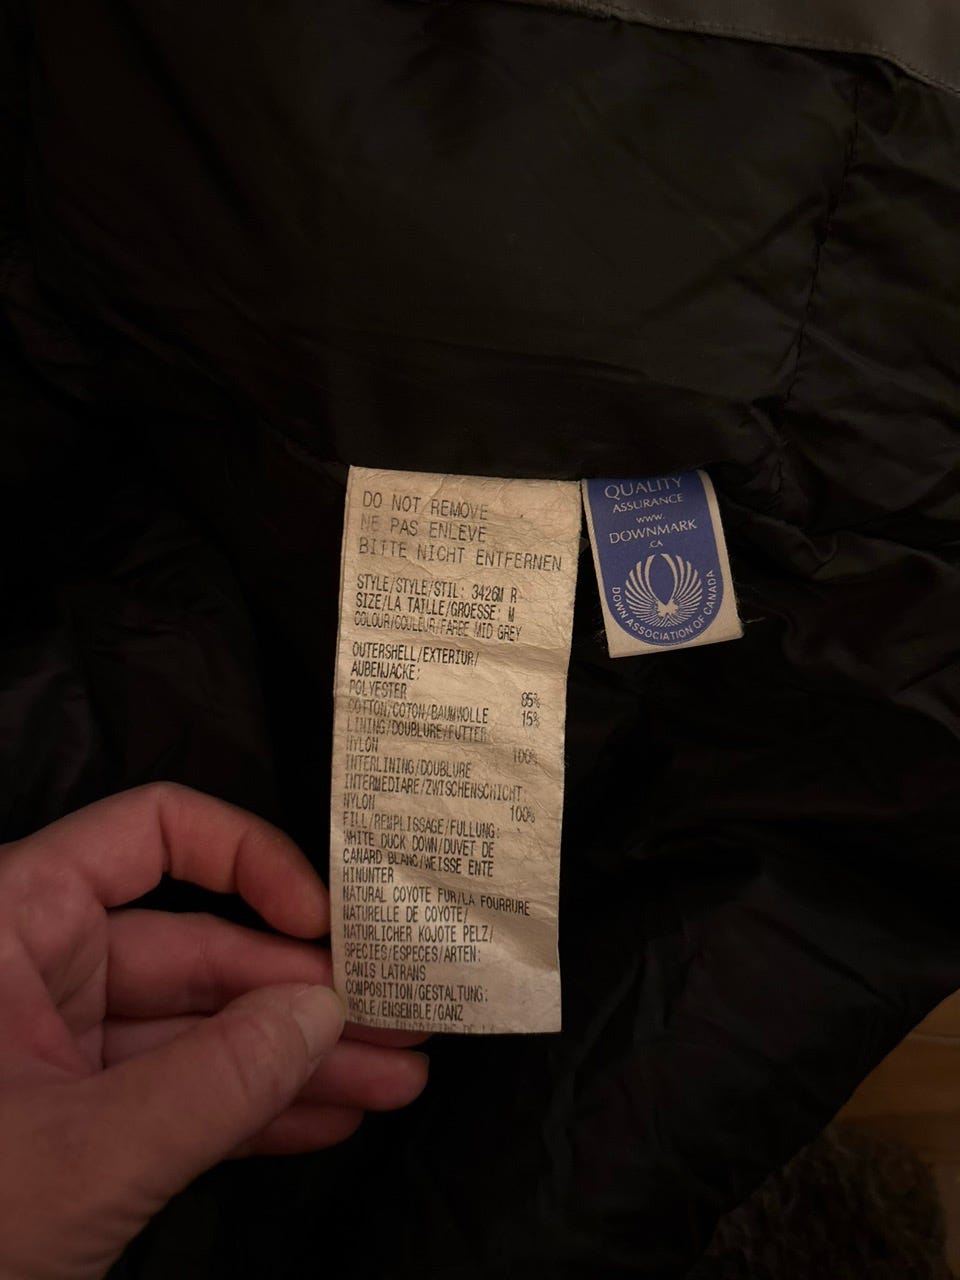 DO NOT REMOVE
NE PAS ENLEVE
BITTE NICHT ENTFERNEN
STYLE/STYLE/STIL: 3426M R
SIZE/LA TAILLE/GROESSE: M
COLOUR/COULEUR/FARBE MID GREY
OUTERSHELL/EXTERIUR/
AUBENJACKE:
POLYESTER 85%
COTTON/COTON/BAUMWOLLE 15%
LINING/DOUBLURE/FUTTER
NYLON 100%
INTERLINING/DOUBLURE
INTERMEDIARE/ZWISCHENSCHICHT:
NYLON 100%
FILL/REMPLISSAGE/FULLUNG:
WHITE DUCK DOWN/DUVET DE
CANARD BLANC/WEISSE ENTE
HINUNTER
NATURAL COYOTE FUR/LA FOURRURE
NATURELLE DE COYOTE/
NATURLICHER KOJOTE PELZ/
SPECIES/ESPECES/ARTEN:
CANIS LATRANS
COMPOSITION/GESTALTUNG:
WHOLE/ENSEMBLE/GANZ
QUALITY
ASSURANCE
www.
DOWNMARK
.CA
DOWN ASSOCIATION OF CANADA